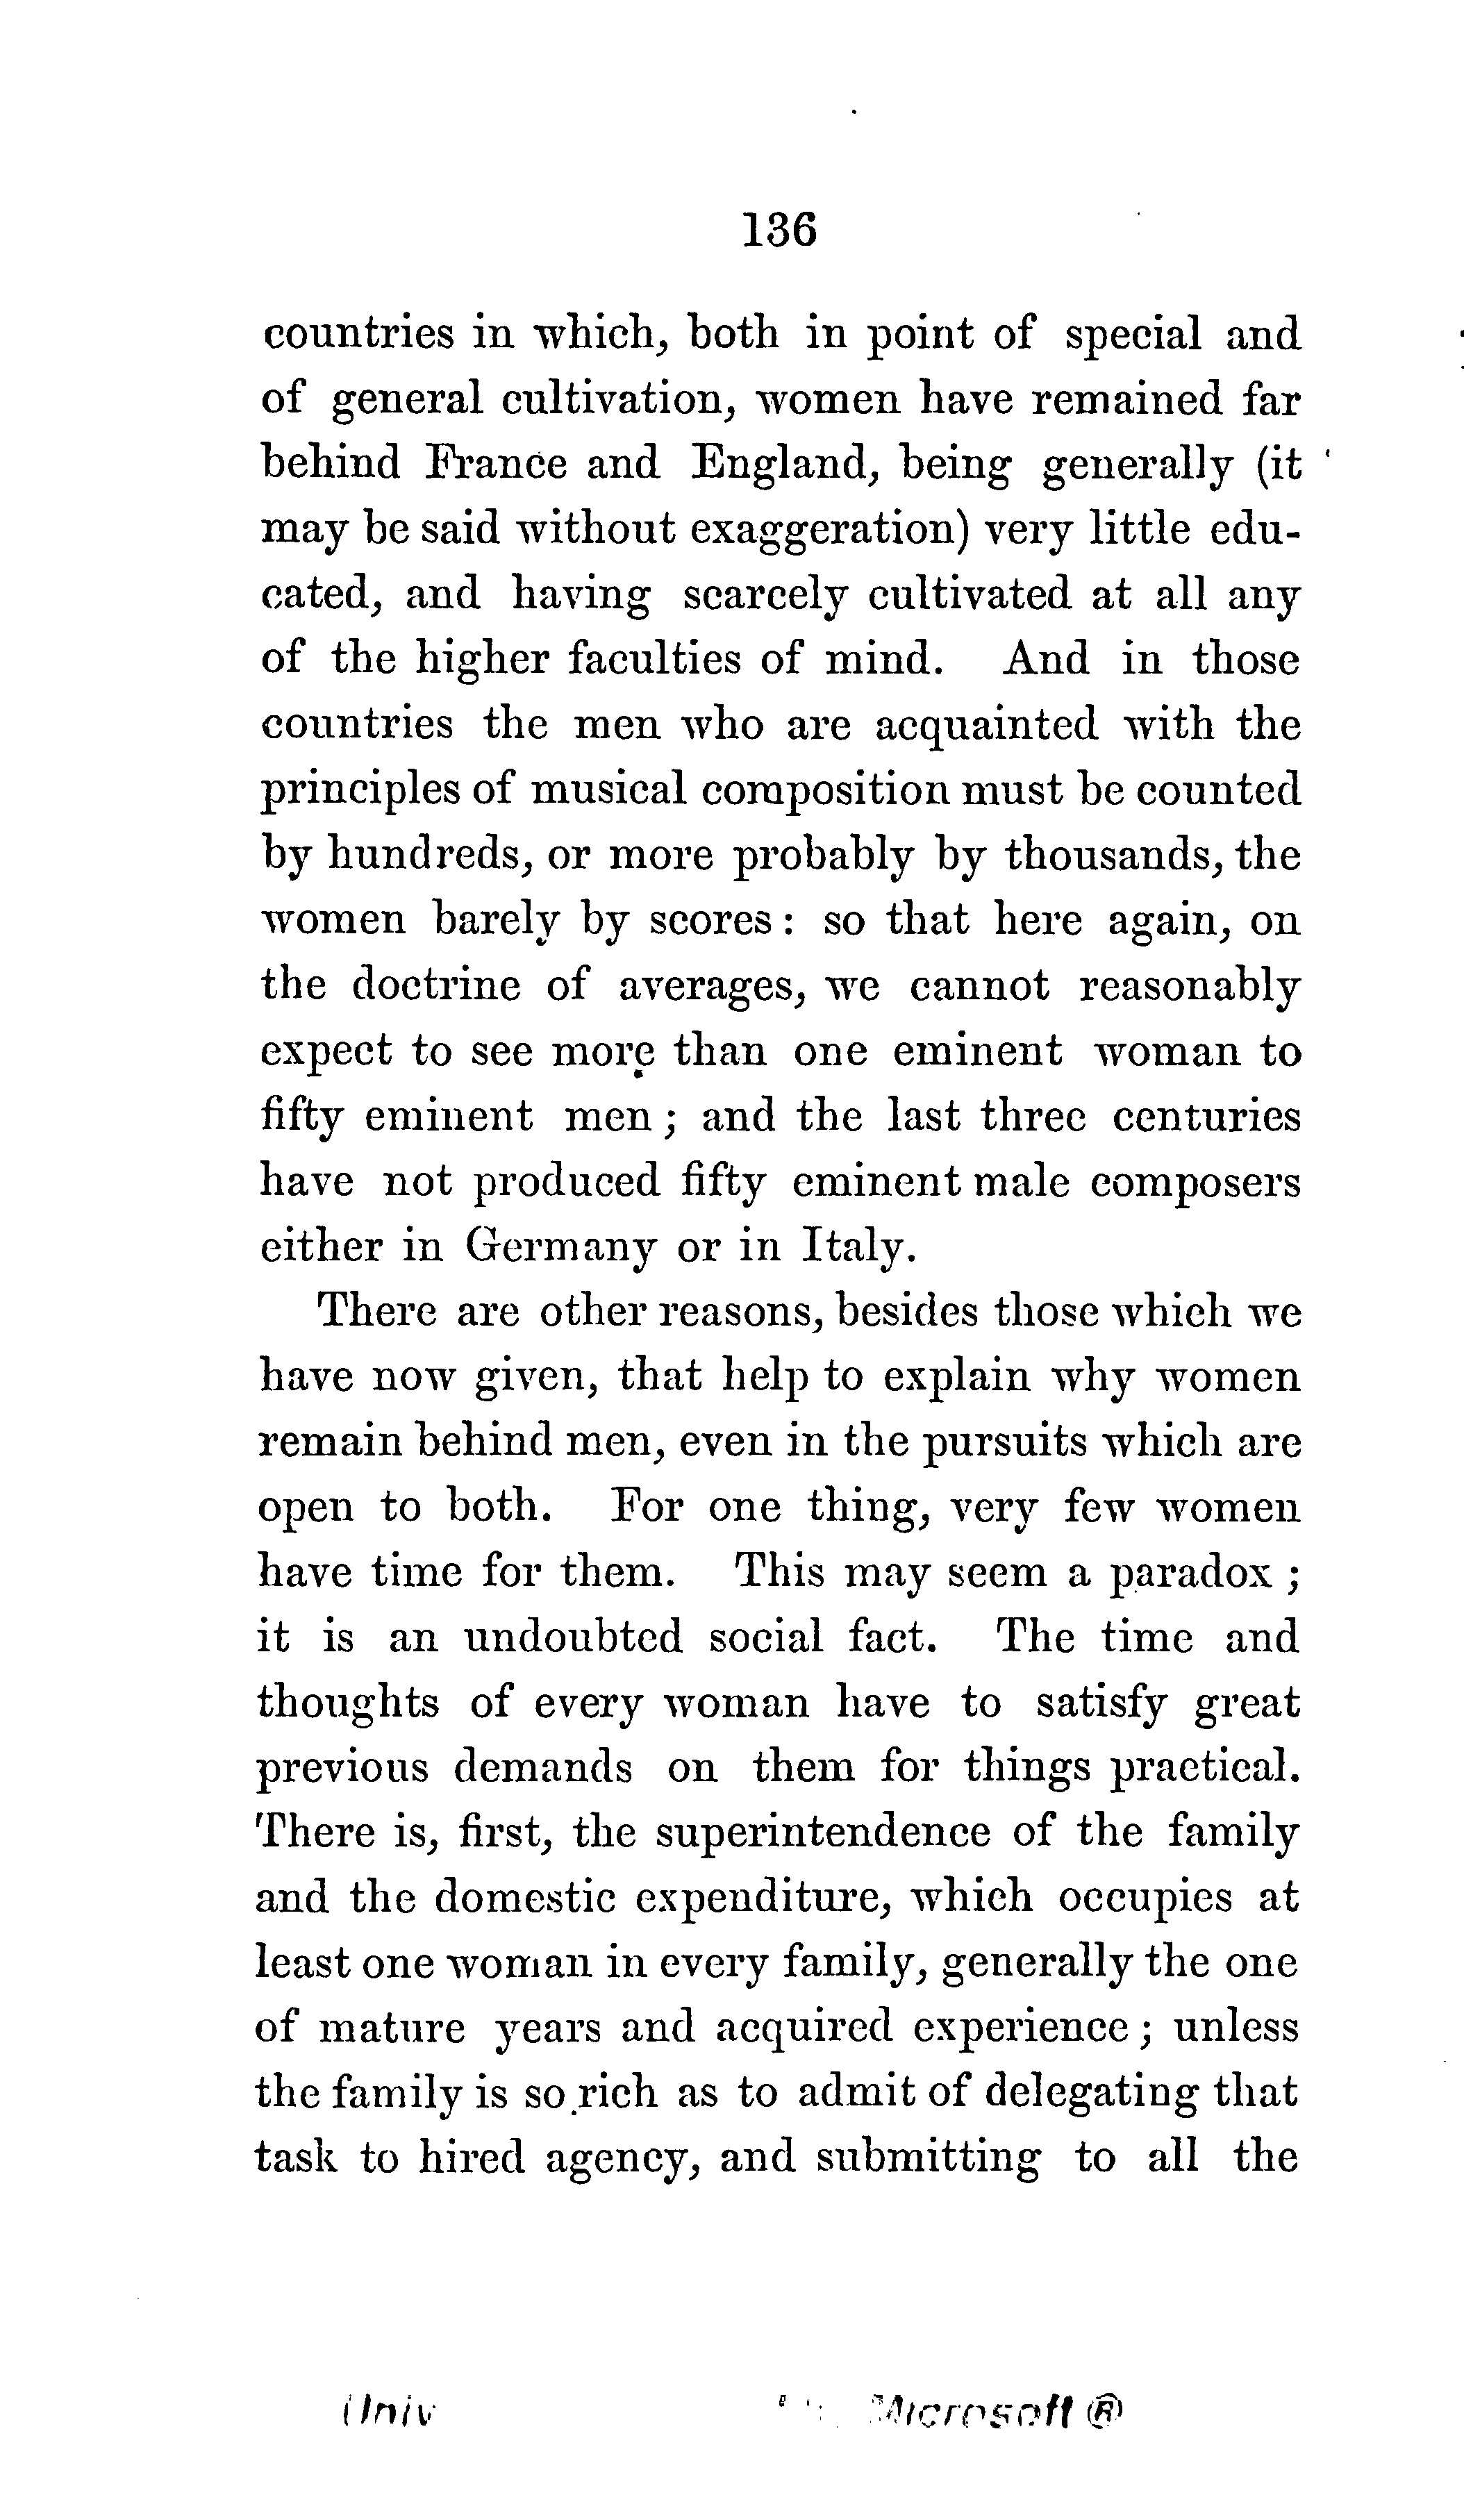 136
countries in which, both in point of special and
of general cultivation, women have remained far
behind France and England, being generally (it
may be said without exaggeration) very little edu-
cated, and having scarcely cultivated at all any
of the higher faculties of mind. And in those
countries the men who are acquainted with the
principles of musical composition must be counted
by hundreds, or more probably by thousands, the
women barely by scores : so that here again, on
the doctrine of averages, we cannot reasonably
expect to see more than one eminent woman to
fifty eminent men ; and the last three centuries
have not produced fifty eminent male composers
either in Germany or in Italy.
There are other reasons, besides those which we
have now given, that help to explain why women
remain behind men, even in the pursuits which are
open to both. For one thing, very few women
have time for them. This may seem a paradox ;
it is an undoubted social fact. The time and
thoughts of every woman have to satisfy great
previous demands on them for things practical.
There is, first, the superintendence of the family
and the domestic expenditure, which occupies at
least one woman in every family, generally the one
of mature years and acquired experience ; unless
the family is so rich as to admit of delegating that
task to hired agency, and submitting to all the
Univ Microsoft ®